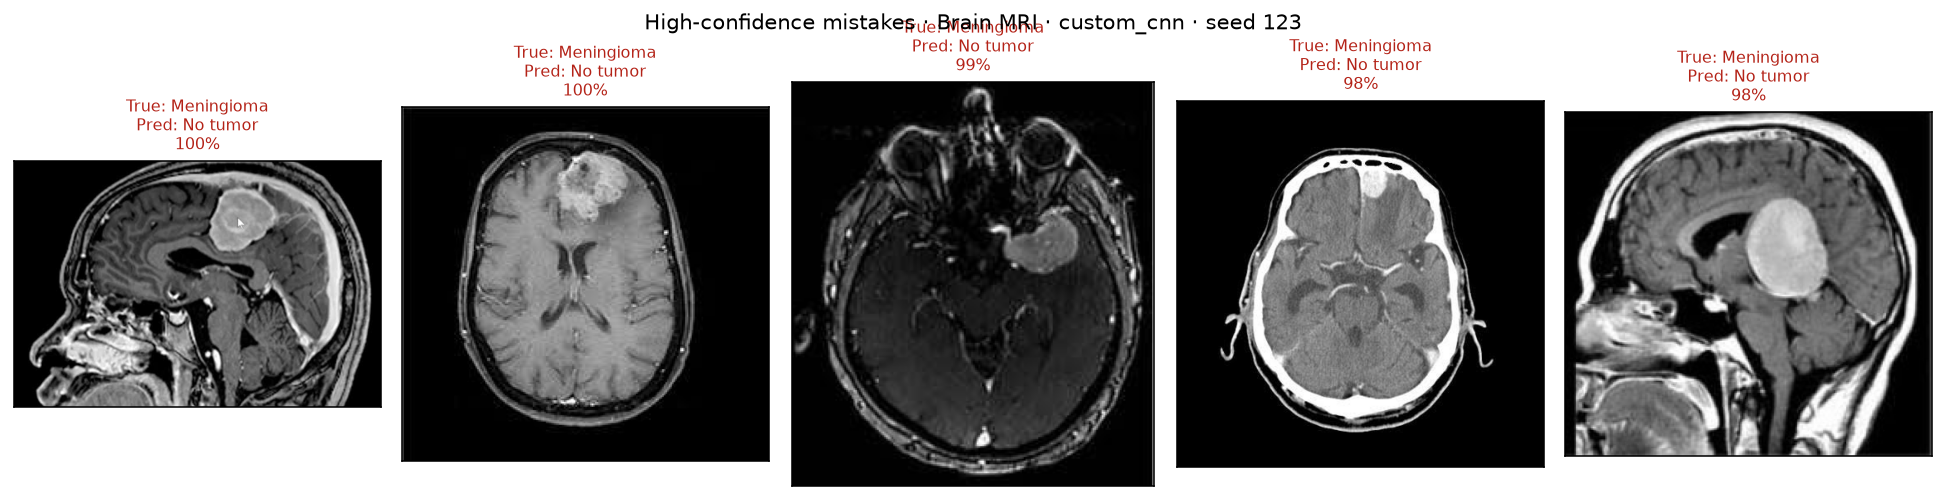 High-confidence mistakes · Brain MRI · custom_cnn · seed 123
True: Meningioma
Pred: No tumor
100%
True: Meningioma
Pred: No tumor
100%
True: Meningioma
Pred: No tumor
99%
True: Meningioma
Pred: No tumor
98%
True: Meningioma
Pred: No tumor
98%